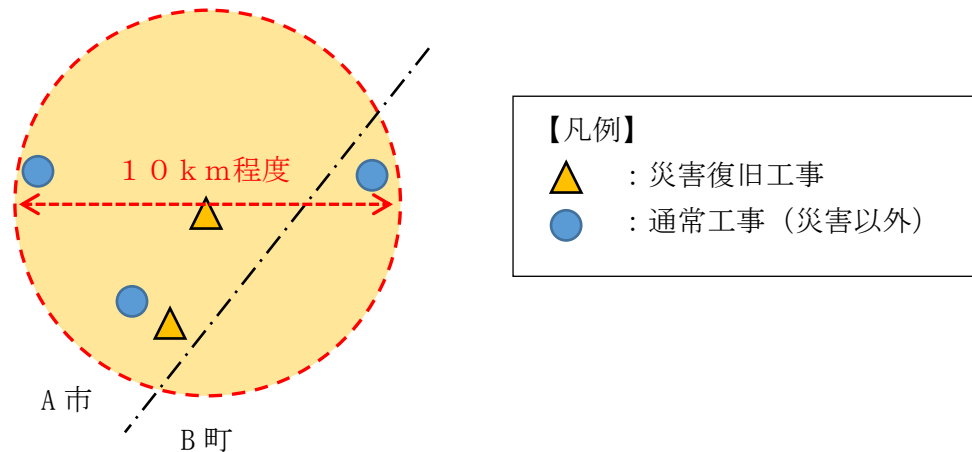 １０ｋｍ程度
A 市
B 町
【凡例】
：災害復旧工事
：通常工事（災害以外）